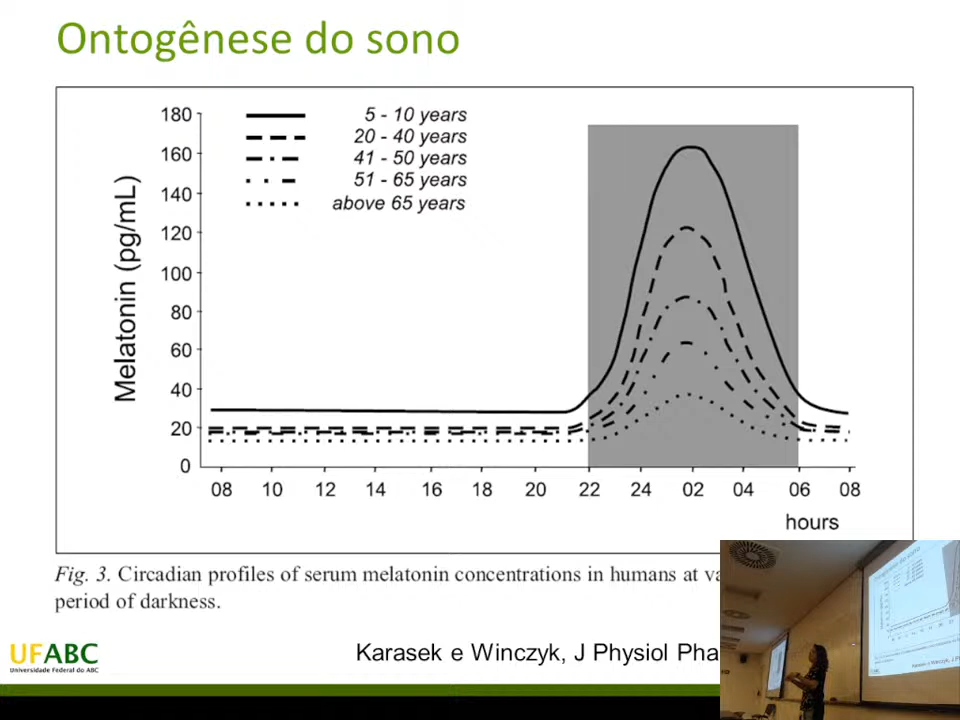 Ontogênese do sono
180
160
140
120
100
80
60
40
20
0
Melatonin (pg/mL)
5 - 10 years
20 - 40 years
41 - 50 years
51 - 65 years
above 65 years
08 10 12 14 16 18 20 22 24 02 04 06 08
hours
Fig. 3. Circadian profiles of serum melatonin concentrations in humans at
period of darkness.
UFABC
Universidade Federal do ABC
Karasek e Winczyk, J Physiol